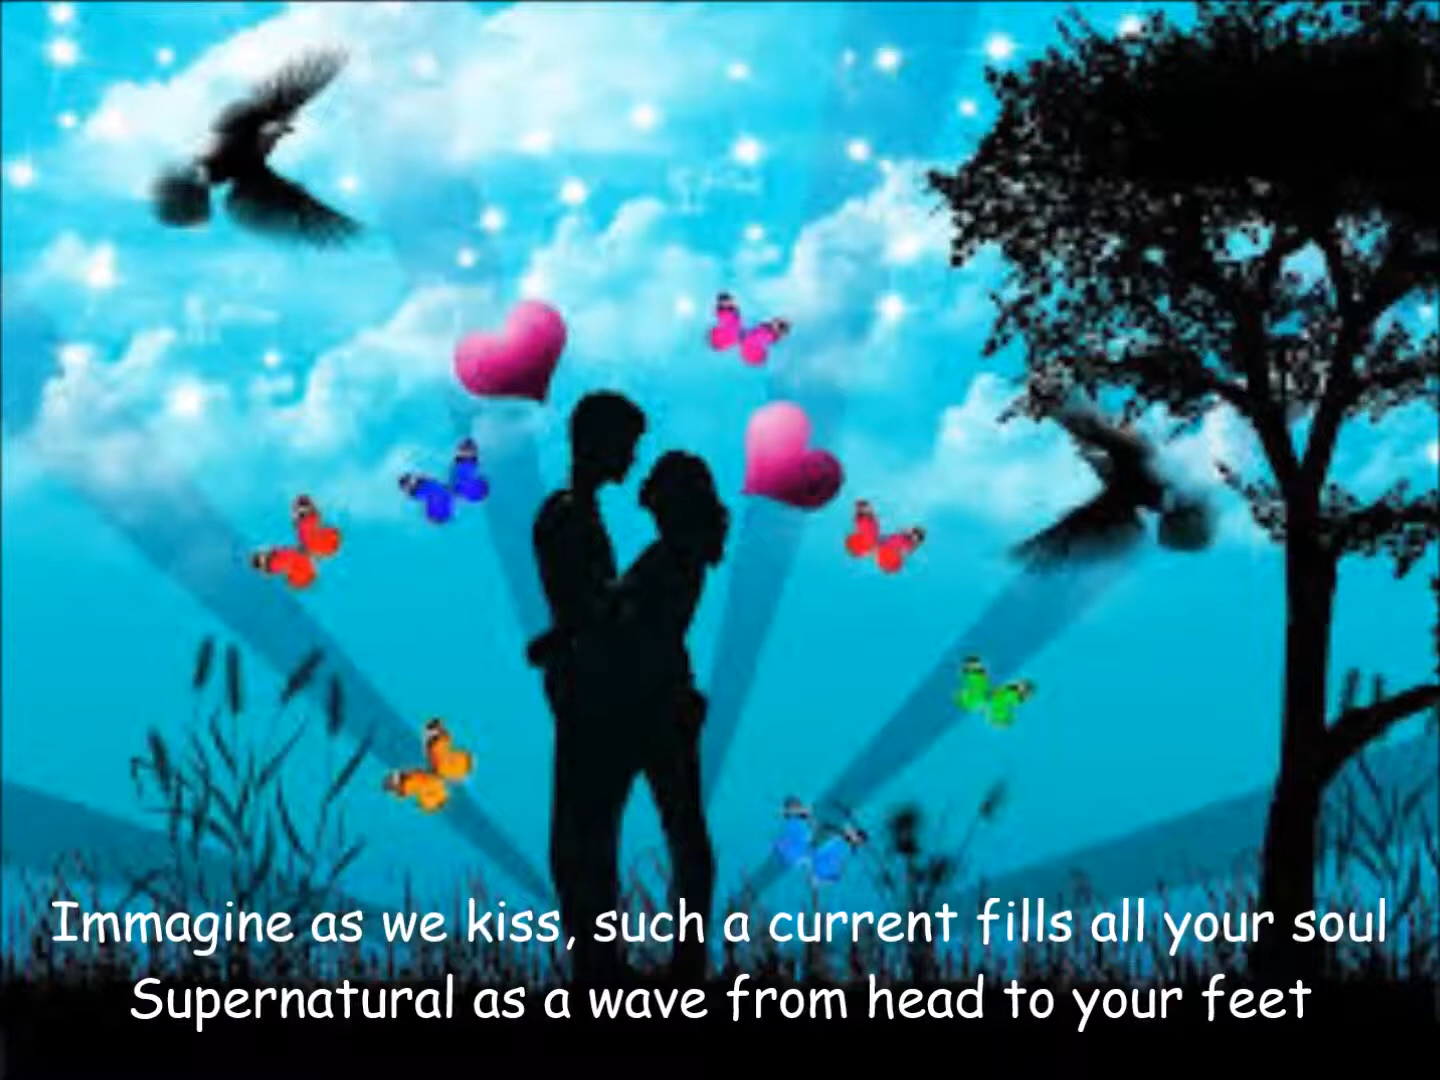 Immagine as we kiss, such a current fills all your soul
Supernatural as a wave from head to your feet